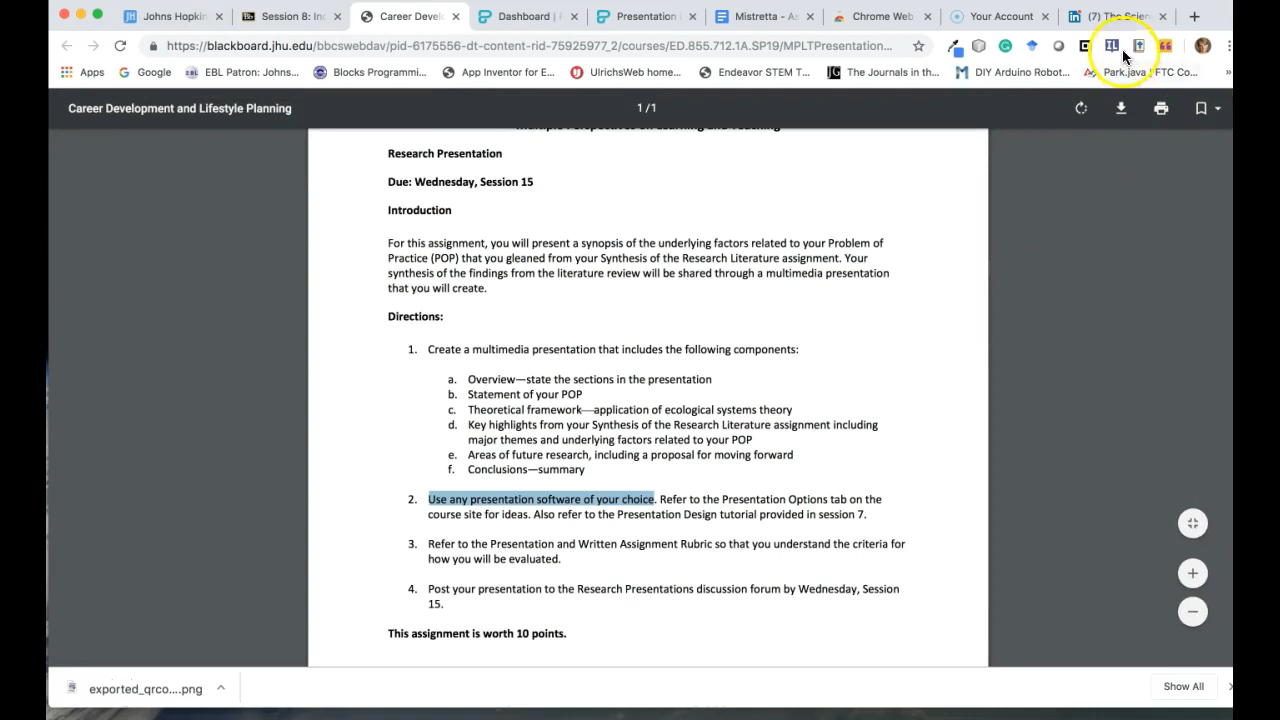 Johns Hopkin
Session 8: Inc
Career Develo
Dashboard | P
Presentation
Mistretta - As
Chrome Web
Your Account
(7) The Scien
https://blackboard.jhu.edu/bbcswebdav/pid-6175556-dt-content-rid-75925977_2/courses/ED.855.712.1A.SP19/MPLTPresentation...
Apps
Google
EBL Patron: Johns...
Blocks Programmi...
App Inventor for E...
UlrichsWeb home...
Endeavor STEM T...
The Journals in th...
DIY Arduino Robot...
Park.java | FTC Co...
Career Development and Lifestyle Planning
1 / 1
Multiple Perspectives on Learning and Teaching
Research Presentation
Due: Wednesday, Session 15
Introduction
For this assignment, you will present a synopsis of the underlying factors related to your Problem of
Practice (POP) that you gleaned from your Synthesis of the Research Literature assignment. Your
synthesis of the findings from the literature review will be shared through a multimedia presentation
that you will create.
Directions:
1. Create a multimedia presentation that includes the following components:
a. Overview—state the sections in the presentation
b. Statement of your POP
c. Theoretical framework—application of ecological systems theory
d. Key highlights from your Synthesis of the Research Literature assignment including
major themes and underlying factors related to your POP
e. Areas of future research, including a proposal for moving forward
f. Conclusions—summary
2. Use any presentation software of your choice. Refer to the Presentation Options tab on the
course site for ideas. Also refer to the Presentation Design tutorial provided in session 7.
3. Refer to the Presentation and Written Assignment Rubric so that you understand the criteria for
how you will be evaluated.
4. Post your presentation to the Research Presentations discussion forum by Wednesday, Session
15.
This assignment is worth 10 points.
exported_qrco....png
Show All